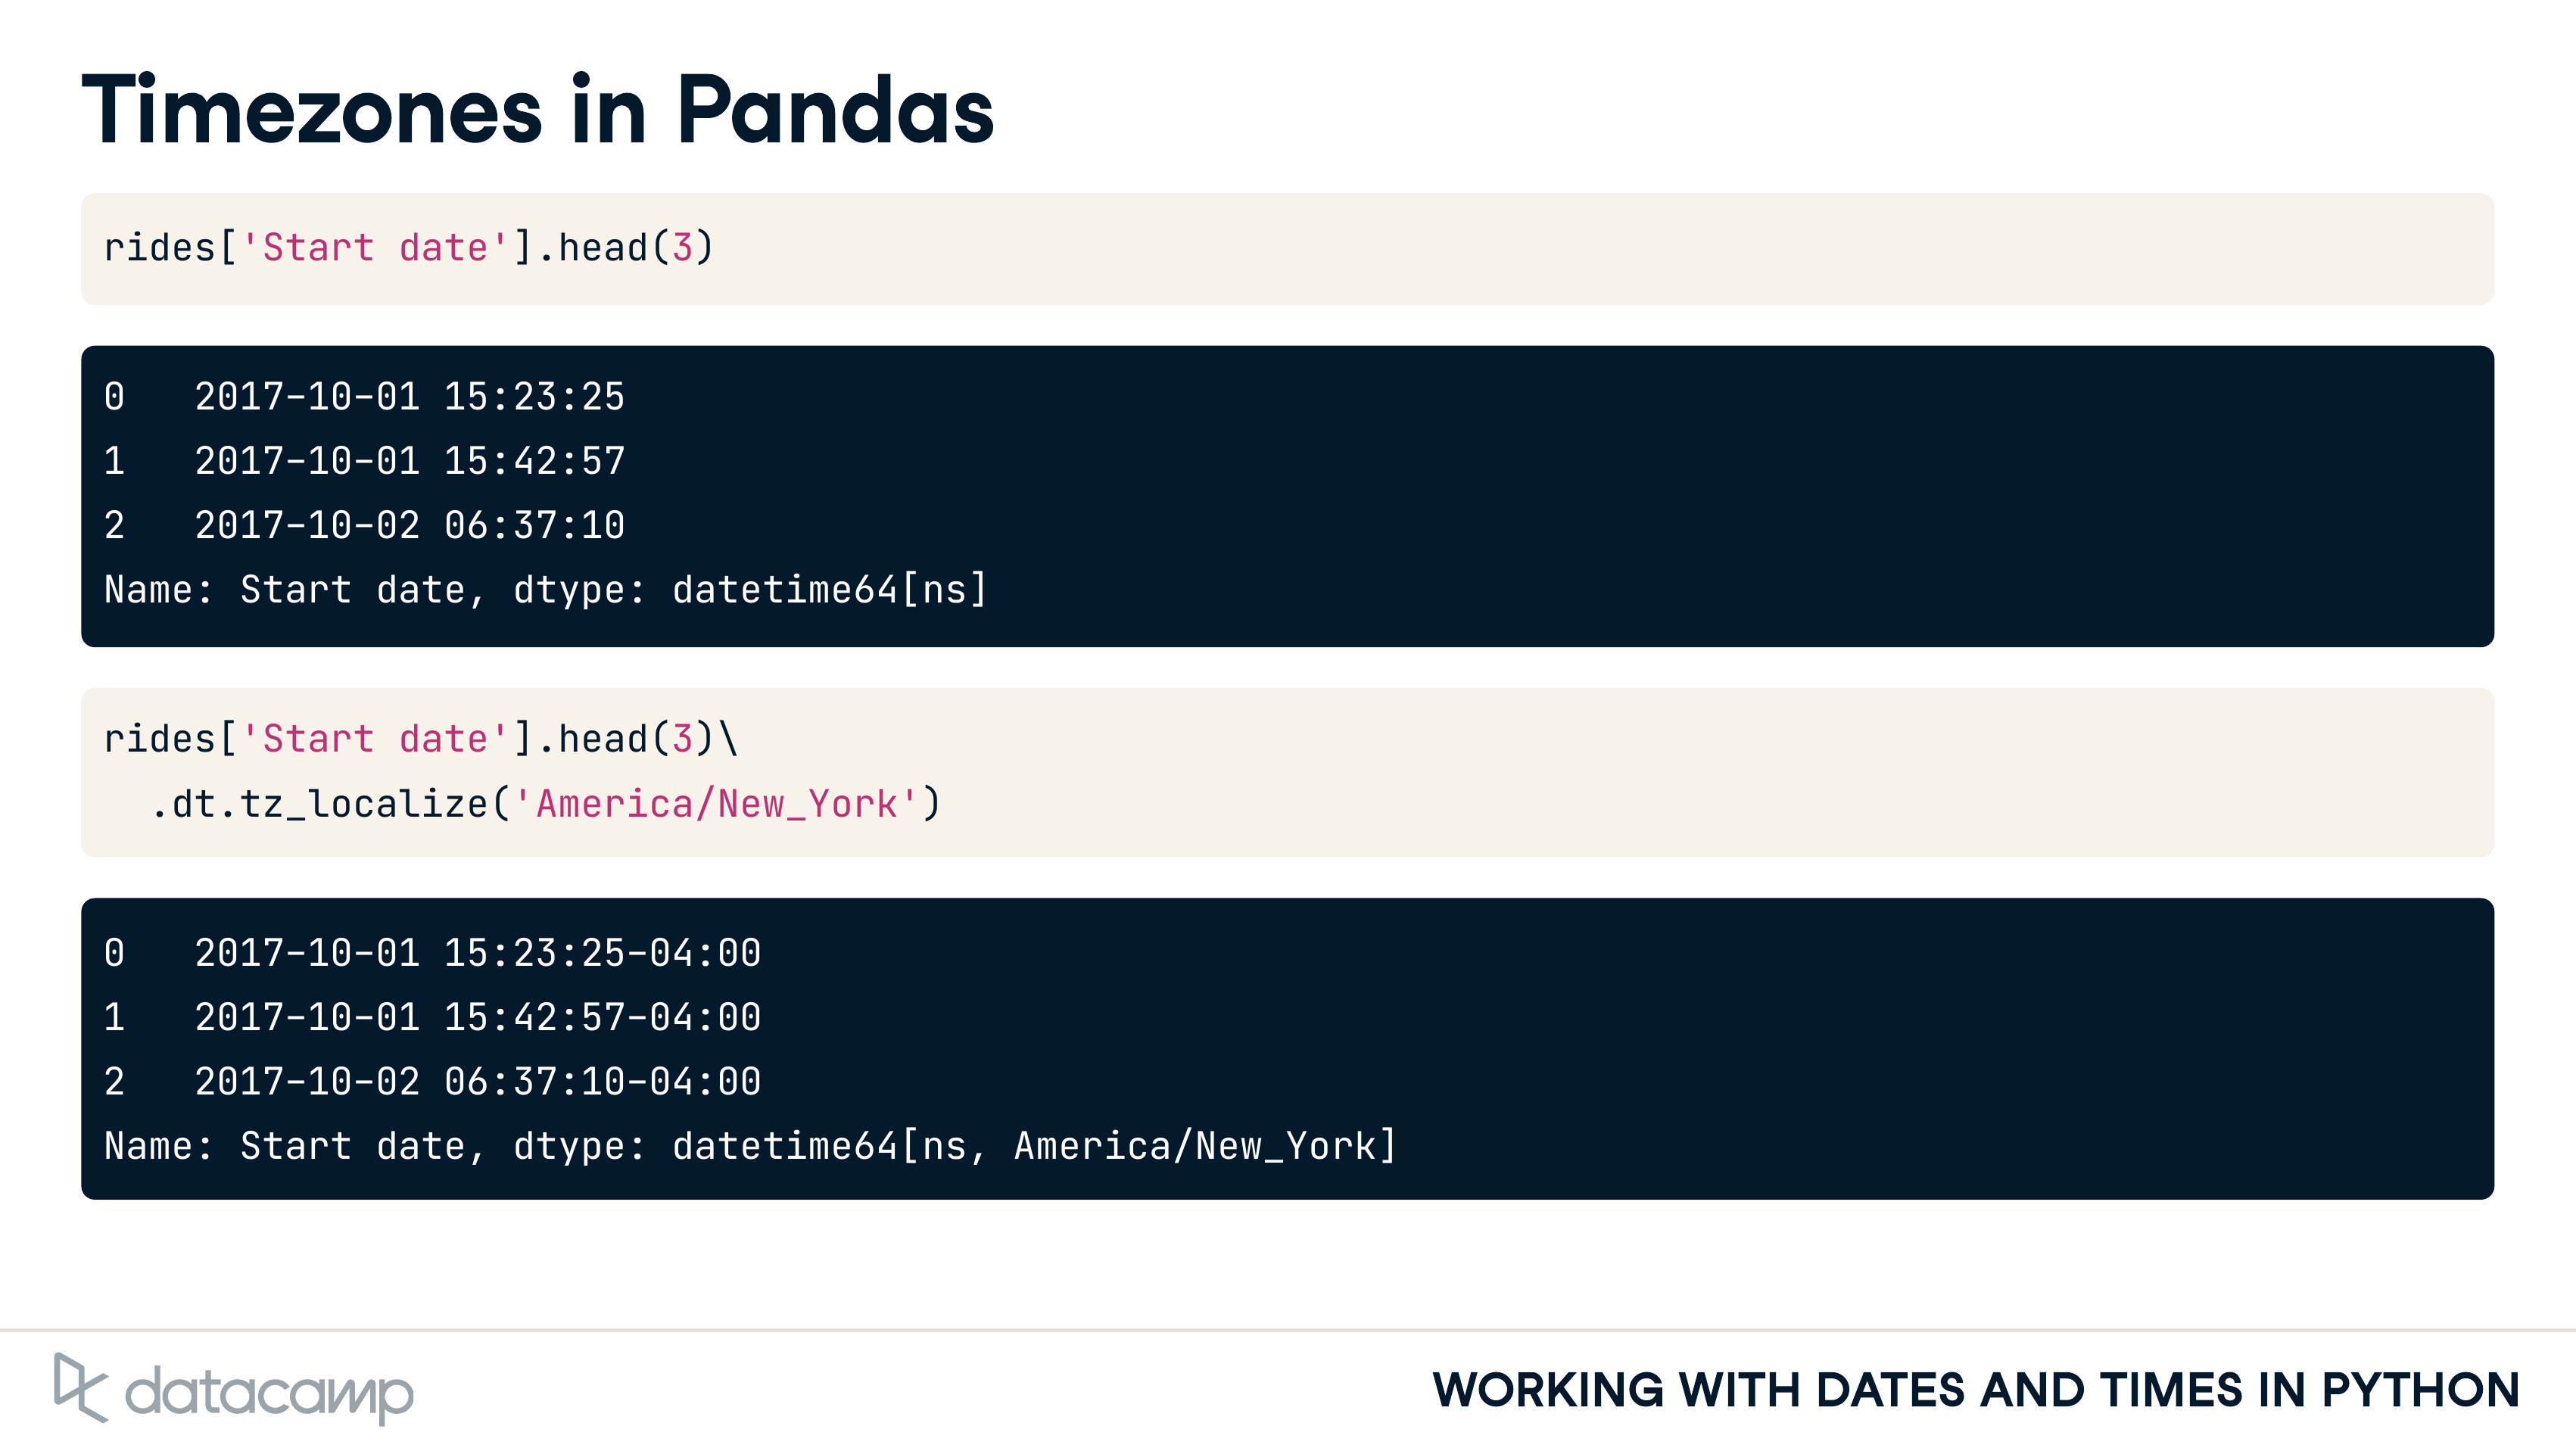 Timezones in Pandas
rides['Start date'].head(3)
0   2017-10-01 15:23:25
1   2017-10-01 15:42:57
2   2017-10-02 06:37:10
Name: Start date, dtype: datetime64[ns]
rides['Start date'].head(3)\
  .dt.tz_localize('America/New_York')
0   2017-10-01 15:23:25-04:00
1   2017-10-01 15:42:57-04:00
2   2017-10-02 06:37:10-04:00
Name: Start date, dtype: datetime64[ns, America/New_York]
datacamp
WORKING WITH DATES AND TIMES IN PYTHON